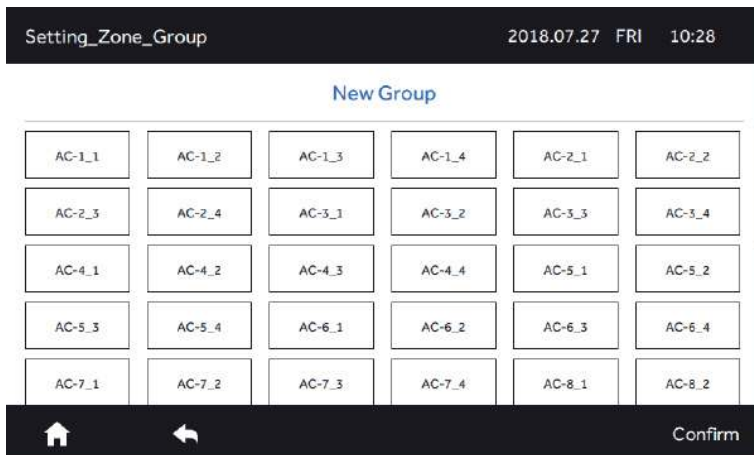 Setting_Zone_Group 2018.07.27 FRI 10:28
New Group
AC-1_1 AC-1_2 AC-1_3 AC-1_4 AC-2_1 AC-2_2
AC-2_3 AC-2_4 AC-3_1 AC-3_2 AC-3_3 AC-3_4
AC-4_1 AC-4_2 AC-4_3 AC-4_4 AC-5_1 AC-5_2
AC-5_3 AC-5_4 AC-6_1 AC-6_2 AC-6_3 AC-6_4
AC-7_1 AC-7_2 AC-7_3 AC-7_4 AC-8_1 AC-8_2
Confirm